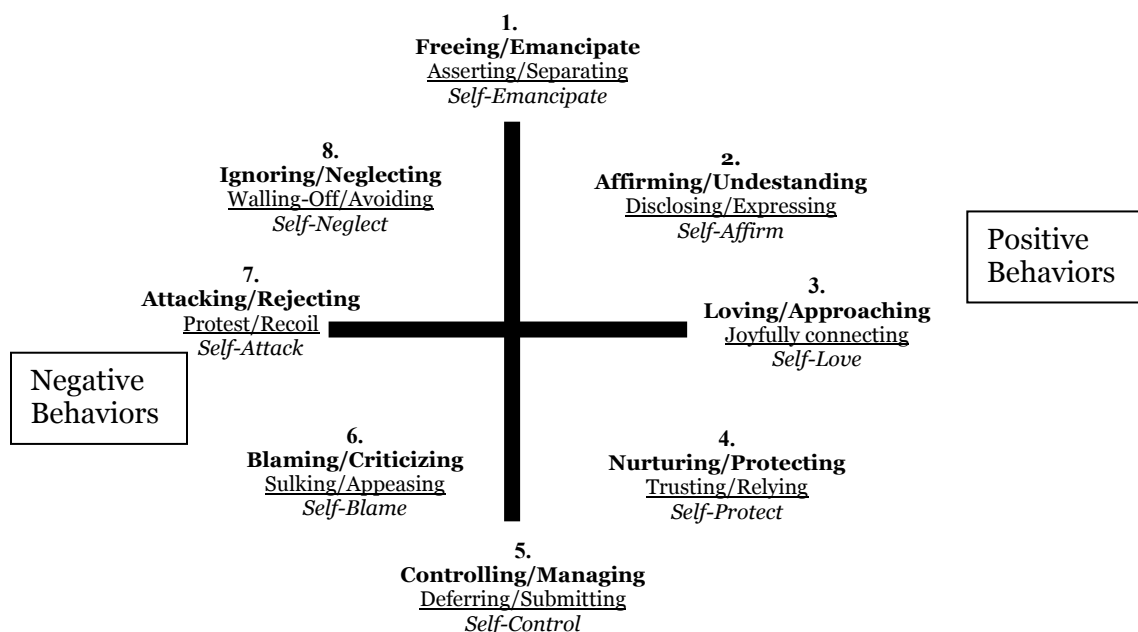 1.
Freeing/Emancipate
Asserting/Separating
Self-Emancipate
8.
Ignoring/Neglecting
Walling-Off/Avoiding
Self-Neglect
2.
Affirming/Undestanding
Disclosing/Expressing
Self-Affirm
Positive
Behaviors
7.
Attacking/Rejecting
Protest/Recoil
Self-Attack
3.
Loving/Approaching
Joyfully connecting
Self-Love
Negative
Behaviors
6.
Blaming/Criticizing
Sulking/Appeasing
Self-Blame
4.
Nurturing/Protecting
Trusting/Relying
Self-Protect
5.
Controlling/Managing
Deferring/Submitting
Self-Control